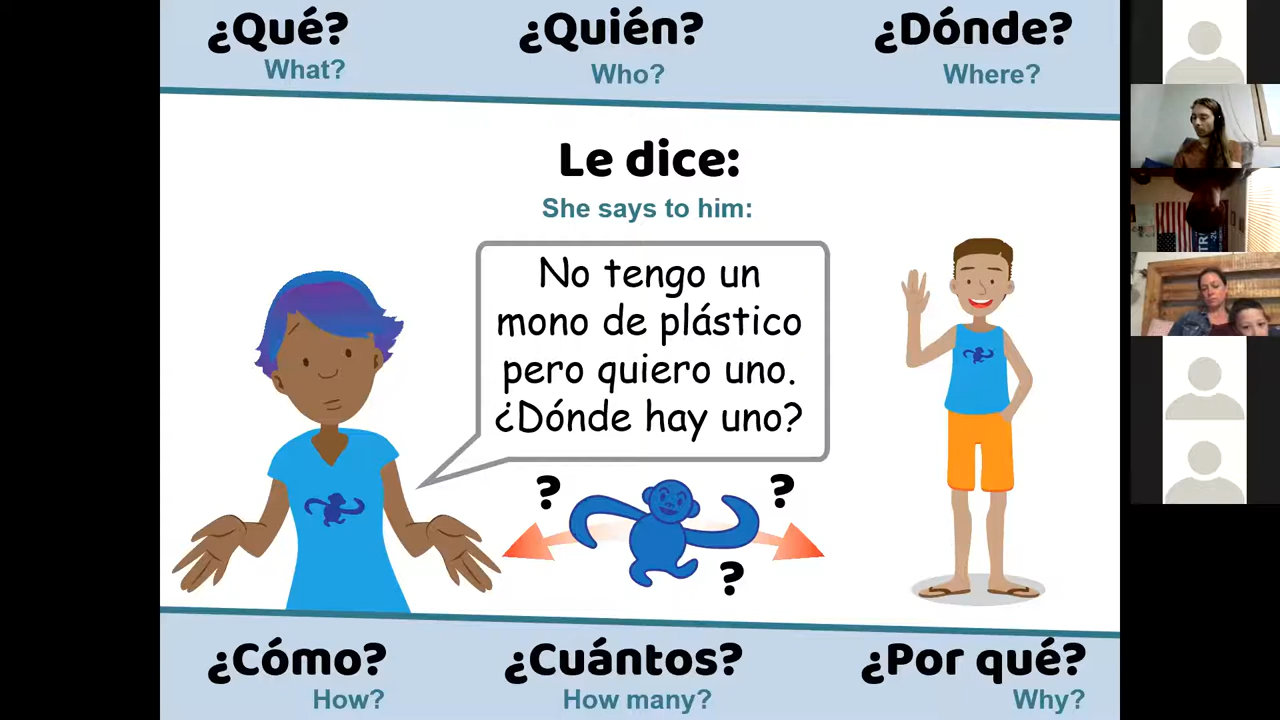 ¿Qué?
What?
¿Quién?
Who?
¿Dónde?
Where?
Le dice:
She says to him:
No tengo un
mono de plástico
pero quiero uno.
¿Dónde hay uno?
?
?
?
¿Cómo?
How?
¿Cuántos?
How many?
¿Por qué?
Why?